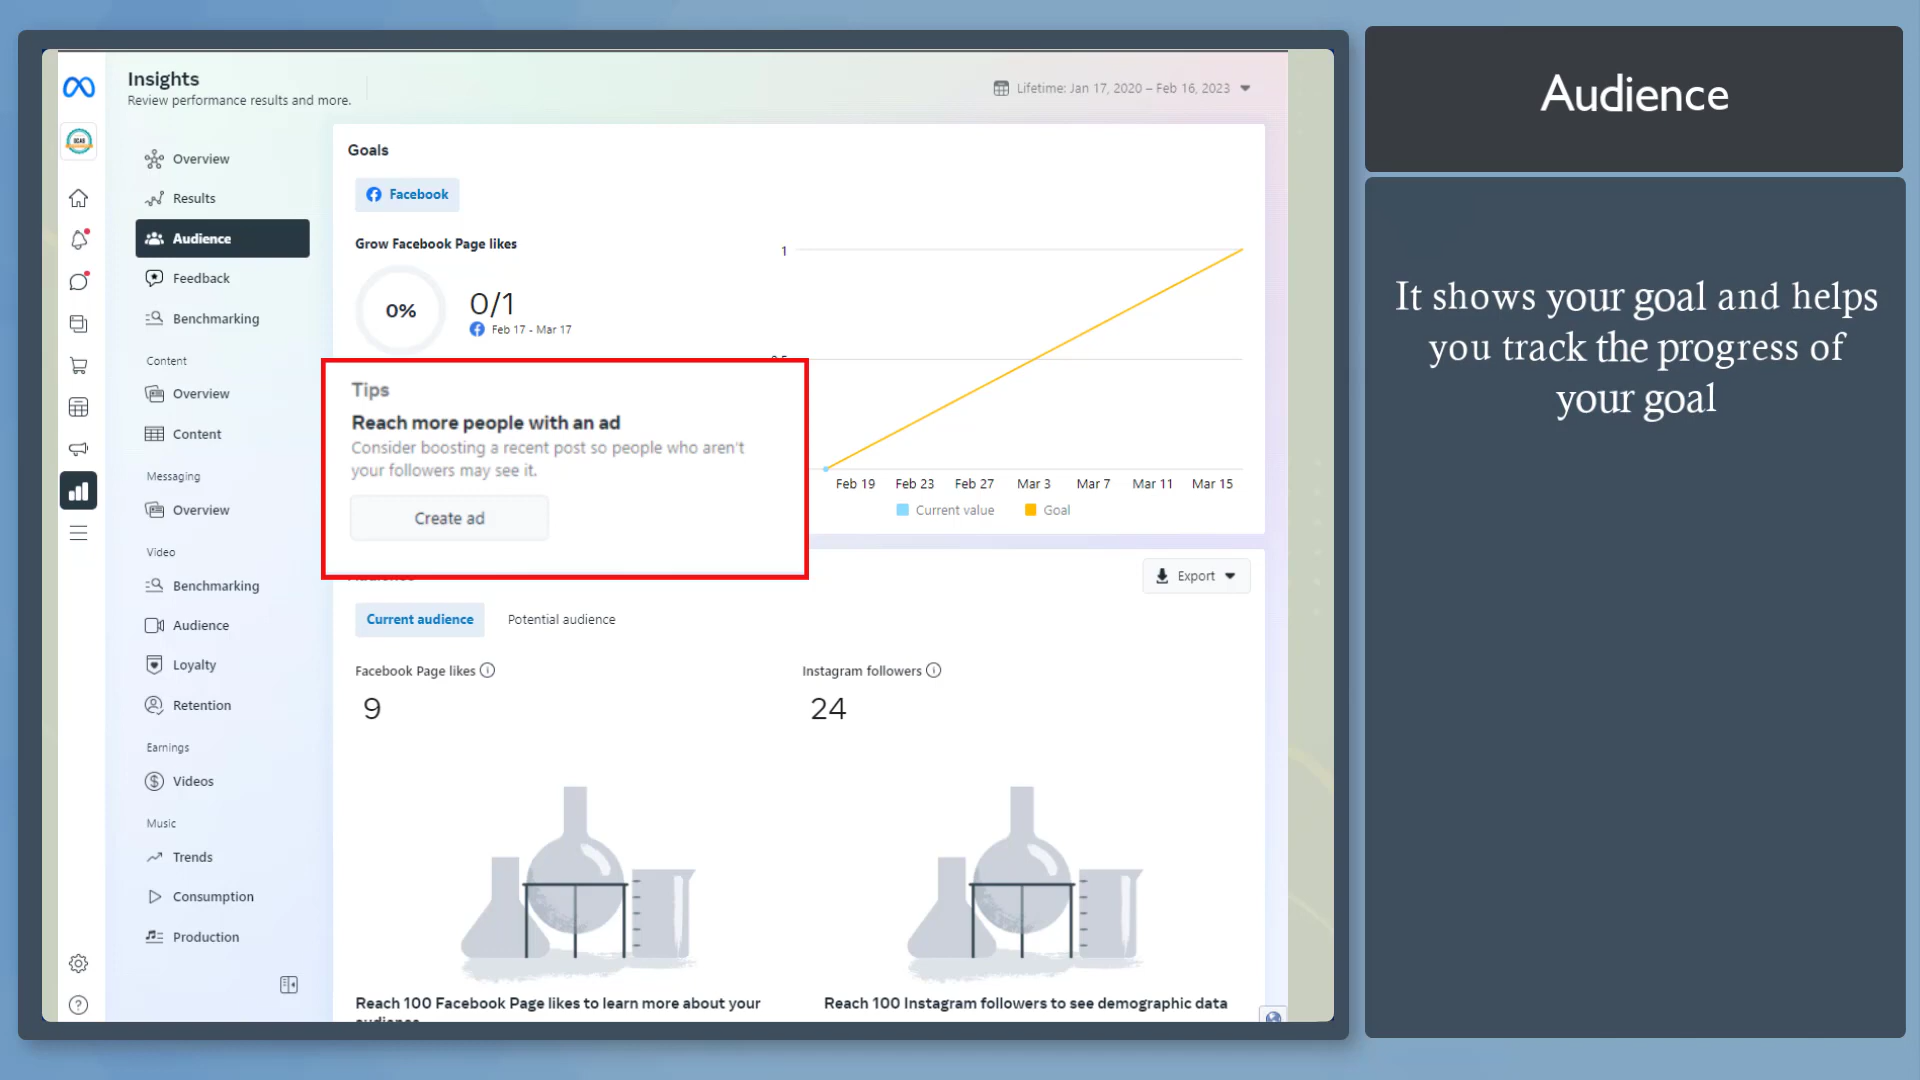 Insights
Review performance results and more.
Lifetime: Jan 17, 2020 – Feb 16, 2023
Overview
Results
Audience
Feedback
Benchmarking
Content
Overview
Content
Messaging
Overview
Video
Benchmarking
Audience
Loyalty
Retention
Earnings
Videos
Music
Trends
Consumption
Production
Goals
Facebook
Grow Facebook Page likes
0%
0/1
Feb 17 - Mar 17
1
Feb 19 Feb 23 Feb 27 Mar 3 Mar 7 Mar 11 Mar 15
Current value Goal
Tips
Reach more people with an ad
Consider boosting a recent post so people who aren't
your followers may see it.
Create ad
Export
Current audience Potential audience
Facebook Page likes
9
Instagram followers
24
Reach 100 Facebook Page likes to learn more about your
Reach 100 Instagram followers to see demographic data
Audience
It shows your goal and helps
you track the progress of
your goal